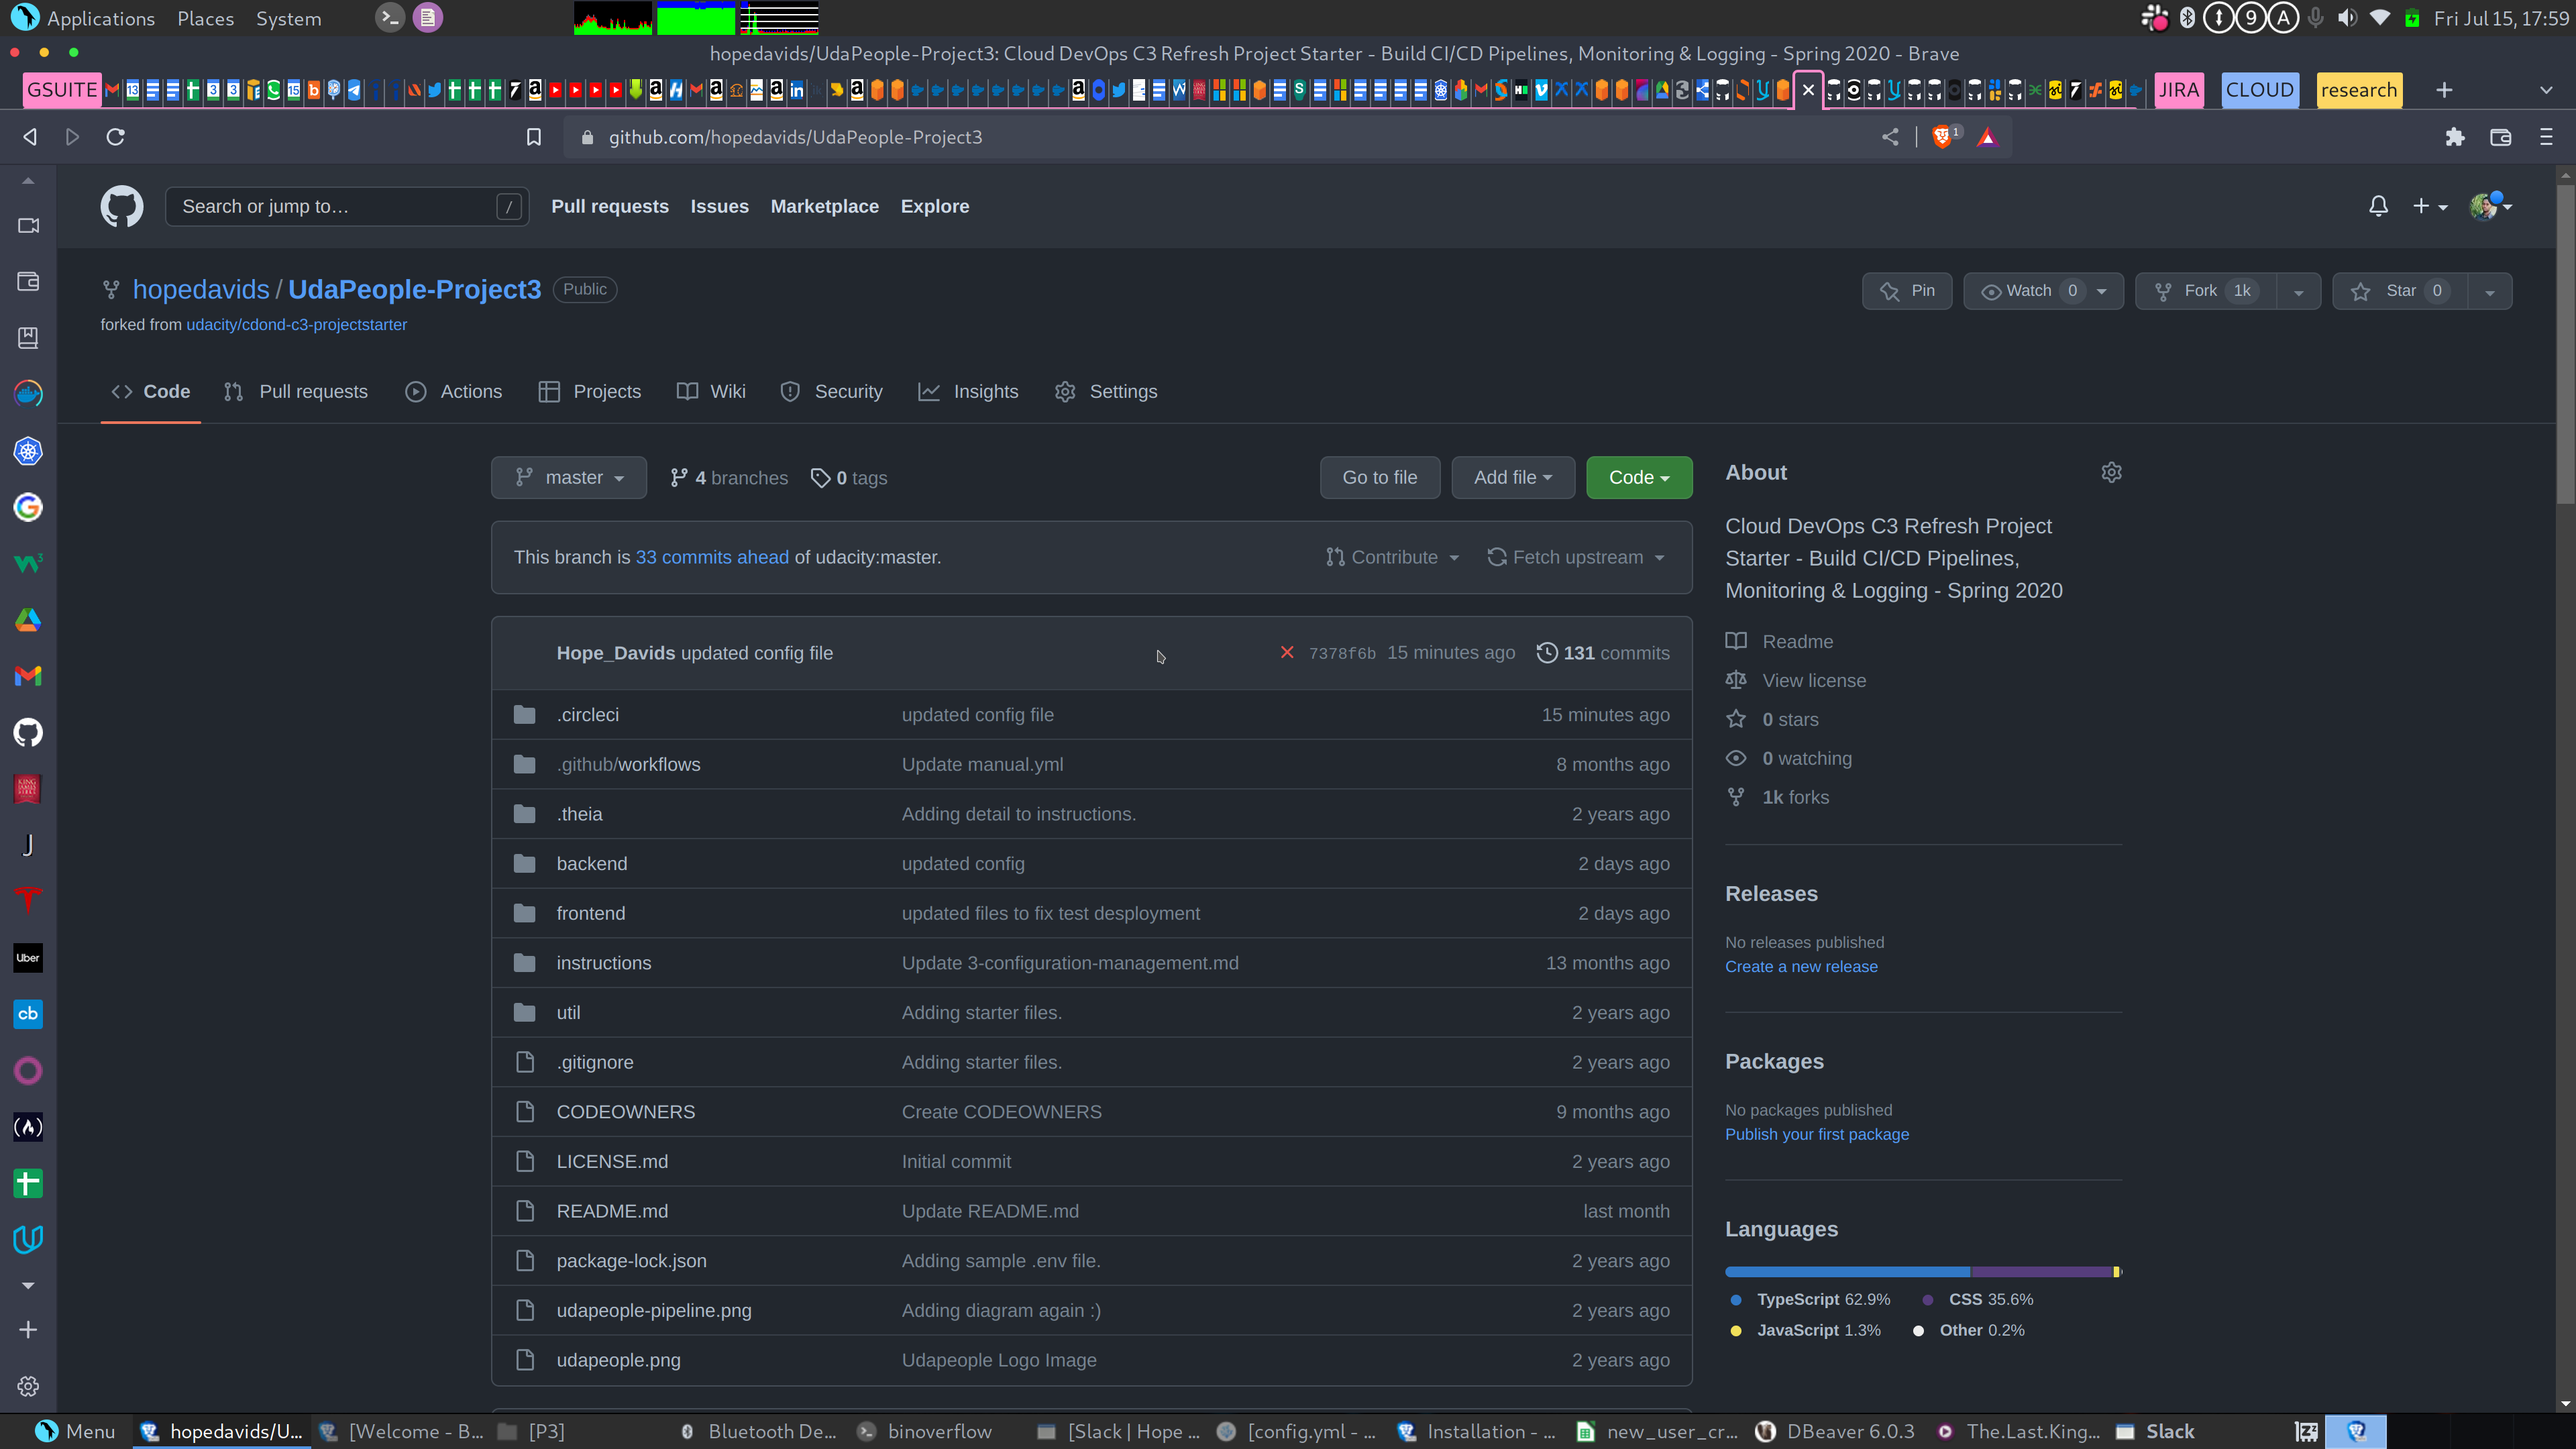 Applications Places System
Fri Jul 15, 17:59
hopedavids/UdaPeople-Project3: Cloud DevOps C3 Refresh Project Starter - Build CI/CD Pipelines, Monitoring & Logging - Spring 2020 - Brave
GSUITE JIRA CLOUD research
github.com/hopedavids/UdaPeople-Project3 1
Search or jump to… / Pull requests Issues Marketplace Explore
hopedavids / UdaPeople-Project3 Public
Pin Watch 0 Fork 1k Star 0
forked from udacity/cdond-c3-projectstarter
Code Pull requests Actions Projects Wiki Security Insights Settings
master 4 branches 0 tags Go to file Add file Code
This branch is 33 commits ahead of udacity:master. Contribute Fetch upstream
Hope_Davids updated config file 7378f6b 15 minutes ago 131 commits
.circleci updated config file 15 minutes ago
.github/workflows Update manual.yml 8 months ago
.theia Adding detail to instructions. 2 years ago
backend updated config 2 days ago
frontend updated files to fix test desployment 2 days ago
instructions Update 3-configuration-management.md 13 months ago
util Adding starter files. 2 years ago
.gitignore Adding starter files. 2 years ago
CODEOWNERS Create CODEOWNERS 9 months ago
LICENSE.md Initial commit 2 years ago
README.md Update README.md last month
package-lock.json Adding sample .env file. 2 years ago
udapeople-pipeline.png Adding diagram again :) 2 years ago
udapeople.png Udapeople Logo Image 2 years ago
About
Cloud DevOps C3 Refresh Project
Starter - Build CI/CD Pipelines,
Monitoring & Logging - Spring 2020
Readme
View license
0 stars
0 watching
1k forks
Releases
No releases published
Create a new release
Packages
No packages published
Publish your first package
Languages
TypeScript 62.9% CSS 35.6%
JavaScript 1.3% Other 0.2%
Uber
cb
Menu hopedavids/U... [Welcome - B... [P3] Bluetooth De... binoverflow [Slack | Hope ... [config.yml - ... Installation - ... new_user_cr... DBeaver 6.0.3 The.Last.King... Slack